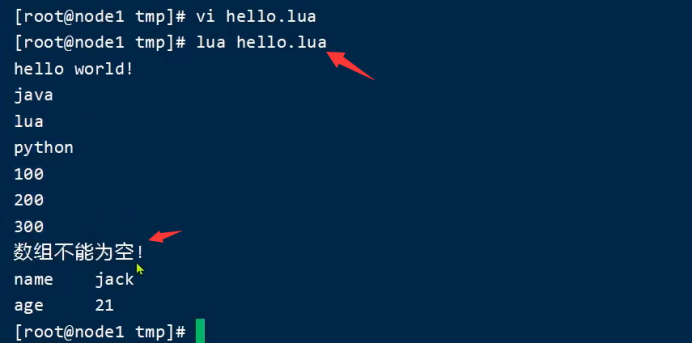 [root@node1 tmp]# vi hello.lua
[root@node1 tmp]# lua hello.lua
hello world!
java
lua
python
100
200
300
数组不能为空!
name    jack
age     21
[root@node1 tmp]#